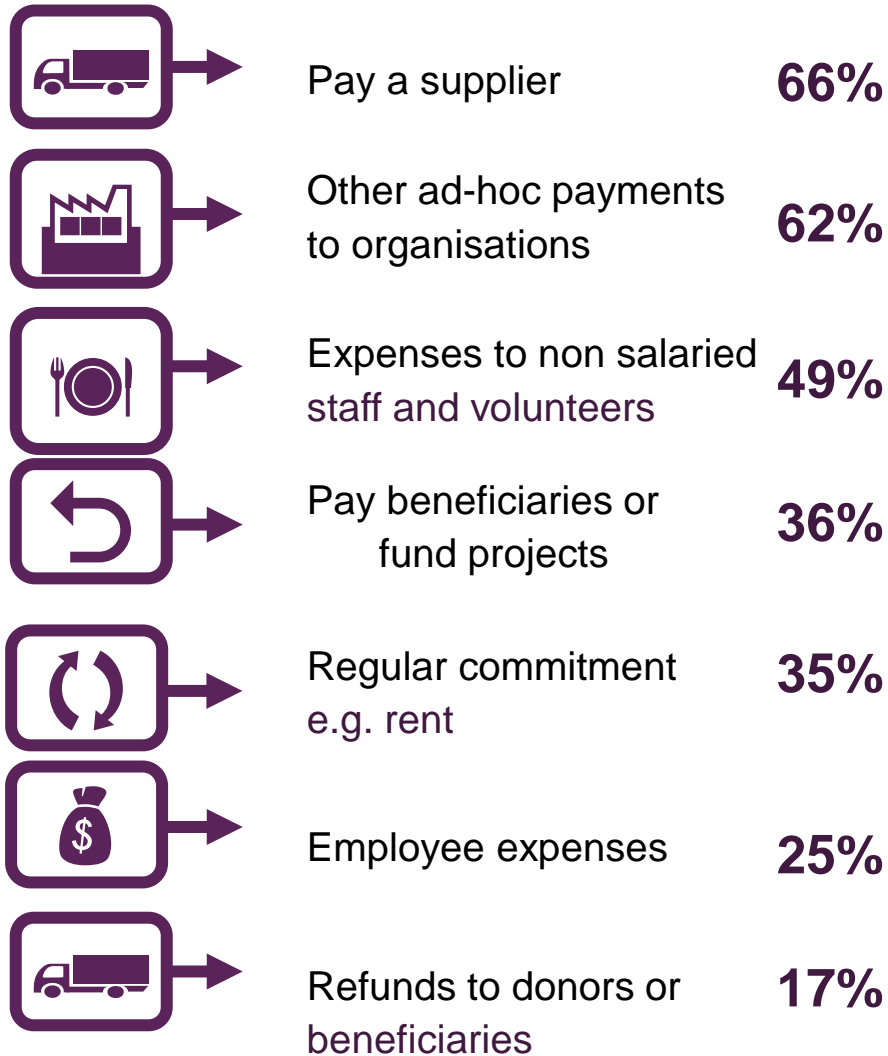 Pay a supplier 66%
Other ad-hoc payments
to organisations 62%
Expenses to non salaried
staff and volunteers 49%
Pay beneficiaries or
fund projects 36%
Regular commitment 35%
e.g. rent
$
Employee expenses 25%
Refunds to donors or 17%
beneficiaries